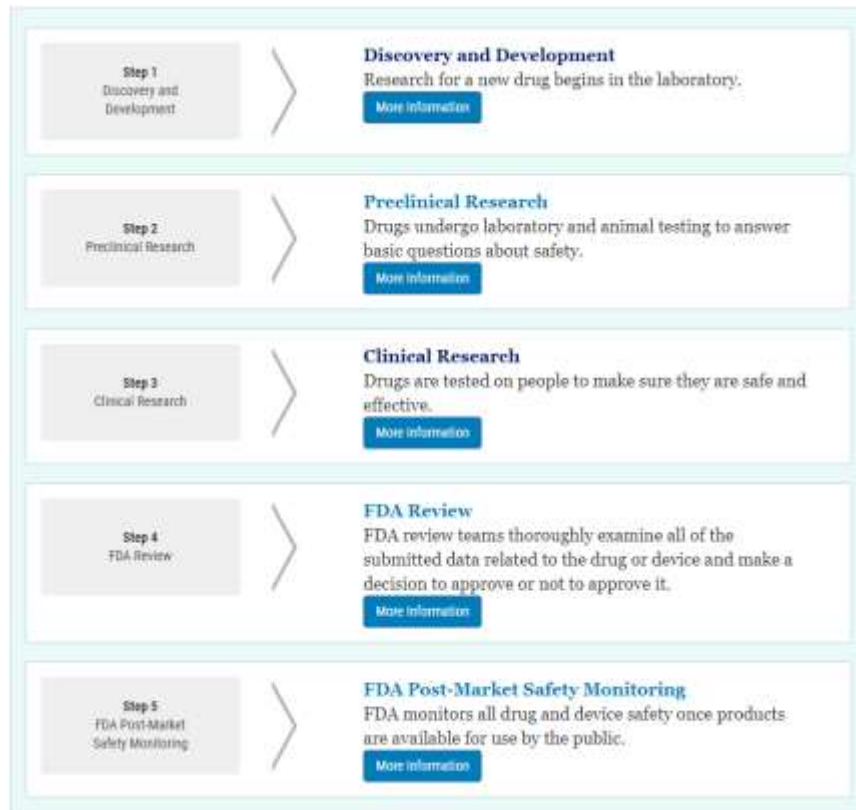 Step 1
Discovery and
Development
Discovery and Development
Research for a new drug begins in the laboratory.
More Information
Step 2
Preclinical Research
Preclinical Research
Drugs undergo laboratory and animal testing to answer
basic questions about safety.
More Information
Step 3
Clinical Research
Clinical Research
Drugs are tested on people to make sure they are safe and
effective.
More Information
Step 4
FDA Review
FDA Review
FDA review teams thoroughly examine all of the
submitted data related to the drug or device and make a
decision to approve or not to approve it.
More Information
Step 5
FDA Post-Market
Safety Monitoring
FDA Post-Market Safety Monitoring
FDA monitors all drug and device safety once products
are available for use by the public.
More Information